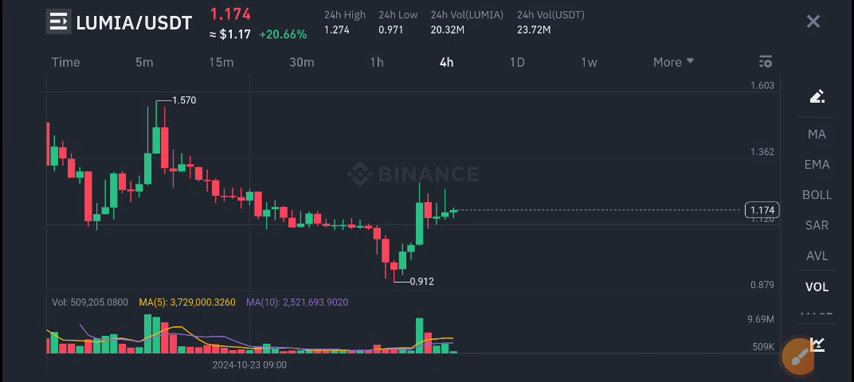 LUMIA/USDT
1.174
≈ $1.17 +20.66%
24h High
1.274
24h Low
0.971
24h Vol(LUMIA)
20.32M
24h Vol(USDT)
23.72M
Time 5m 15m 30m 1h 4h 1D 1w More
1.603
1.570
1.362
BINANCE
1.174
1.120
0.912
0.879
MA
EMA
BOLL
SAR
AVL
VOL
Vol: 509,205.0800 MA(5): 3,729,000.3260 MA(10): 2,521,693.9020
9.69M
509K
2024-10-23 09:00